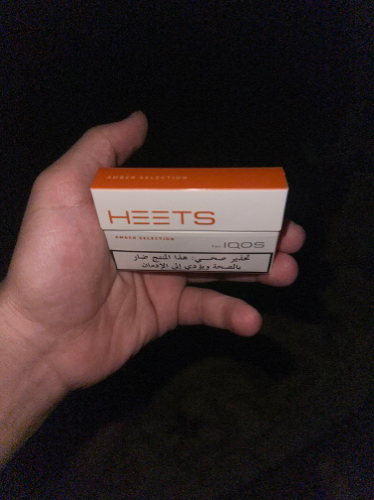 AMBER SELECTION
HEETS
AMBER SELECTION
for IQOS
تحذير صحي: هذا المنتج ضار
بالصحة ويؤدي إلى الإدمان